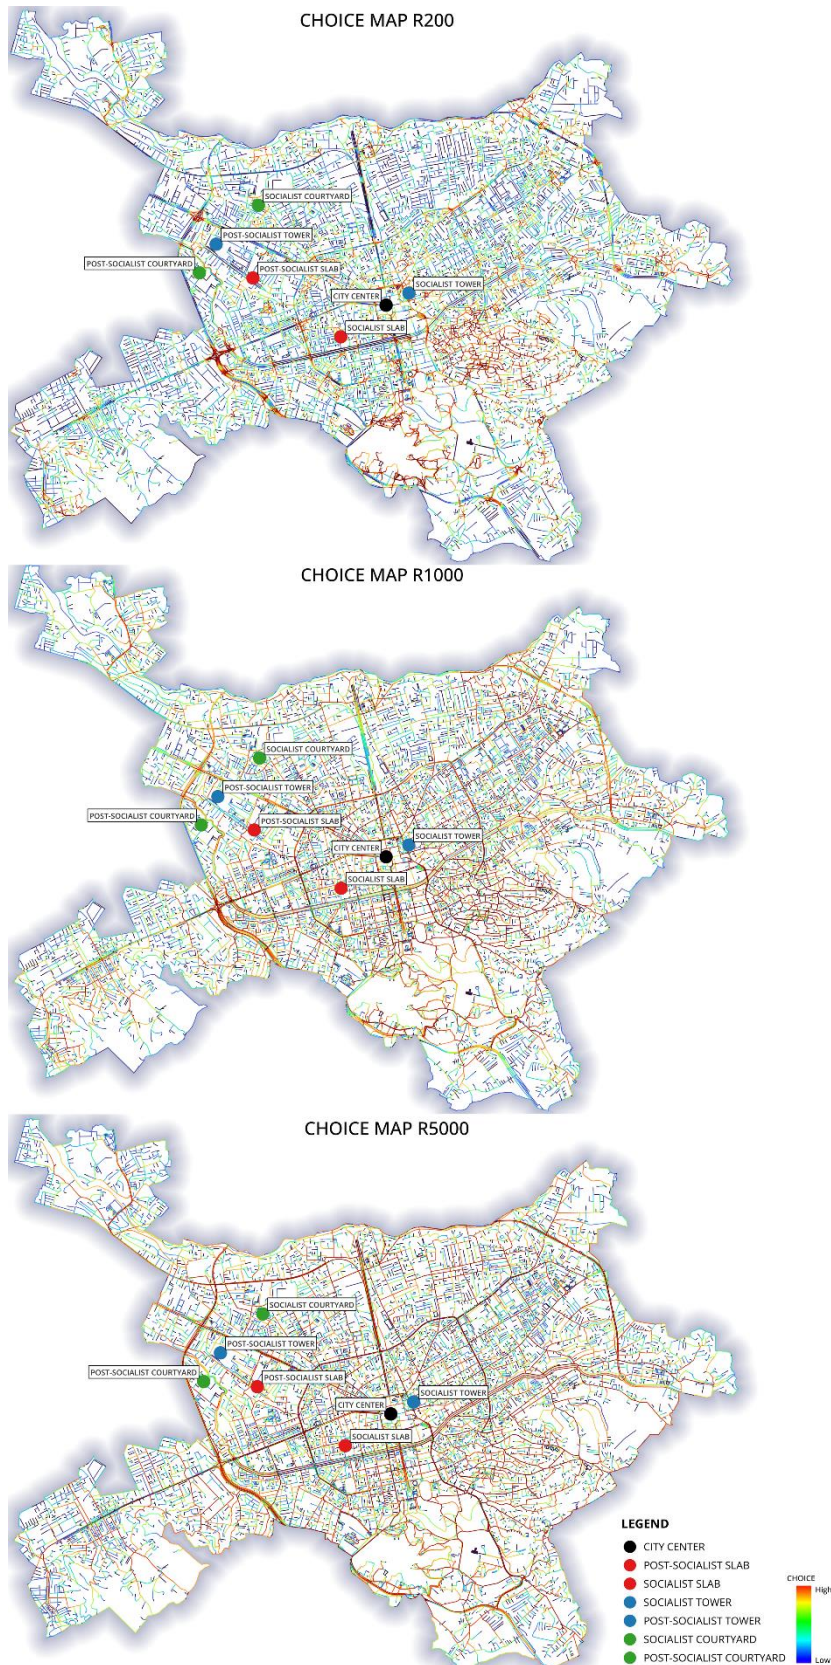 CHOICE MAP R200
SOCIALIST COURTYARD
POST-SOCIALIST TOWER
POST-SOCIALIST COURTYARD
POST-SOCIALIST SLAB
SOCIALIST TOWER
CITY CENTER
SOCIALIST SLAB
CHOICE MAP R1000
SOCIALIST COURTYARD
POST-SOCIALIST TOWER
POST-SOCIALIST COURTYARD
POST-SOCIALIST SLAB
SOCIALIST TOWER
CITY CENTER
SOCIALIST SLAB
CHOICE MAP R5000
SOCIALIST COURTYARD
POST-SOCIALIST TOWER
POST-SOCIALIST COURTYARD
POST-SOCIALIST SLAB
SOCIALIST TOWER
CITY CENTER
SOCIALIST SLAB
LEGEND
CITY CENTER
POST-SOCIALIST SLAB
SOCIALIST SLAB
SOCIALIST TOWER
POST-SOCIALIST TOWER
SOCIALIST COURTYARD
POST-SOCIALIST COURTYARD
CHOICE
High
Low